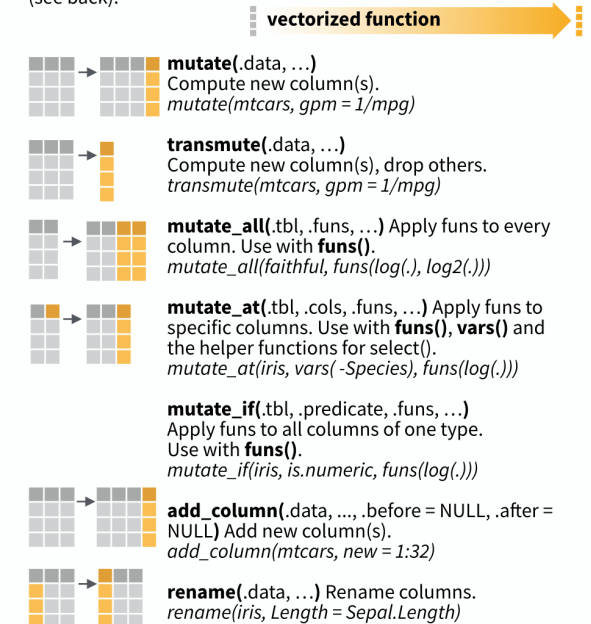 (see back).
vectorized function
mutate(.data, …)
Compute new column(s).
mutate(mtcars, gpm = 1/mpg)
transmute(.data, …)
Compute new column(s), drop others.
transmute(mtcars, gpm = 1/mpg)
mutate_all(.tbl, .funs, …) Apply funs to every
column. Use with funs().
mutate_all(faithful, funs(log(.), log2(.)))
mutate_at(.tbl, .cols, .funs, …) Apply funs to
specific columns. Use with funs(), vars() and
the helper functions for select().
mutate_at(iris, vars( -Species), funs(log(.)))
mutate_if(.tbl, .predicate, .funs, …)
Apply funs to all columns of one type.
Use with funs().
mutate_if(iris, is.numeric, funs(log(.)))
add_column(.data, ..., .before = NULL, .after =
NULL) Add new column(s).
add_column(mtcars, new = 1:32)
rename(.data, …) Rename columns.
rename(iris, Length = Sepal.Length)